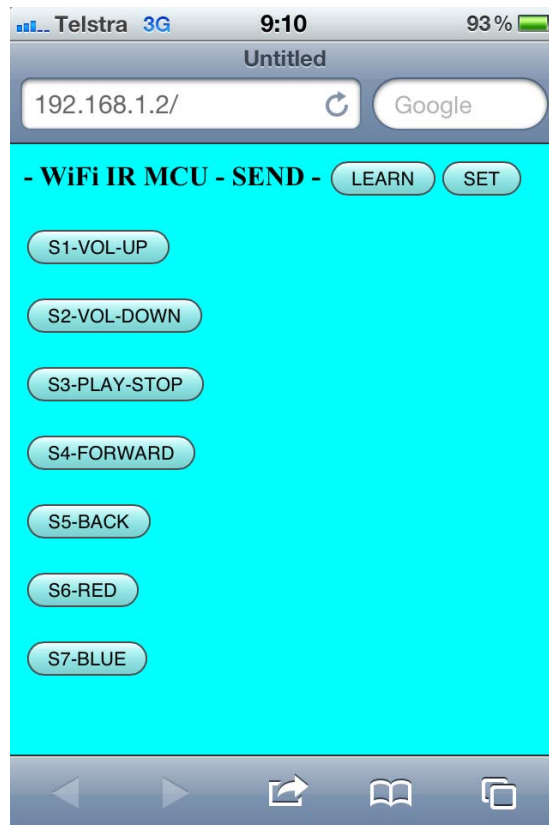 Telstra 3G 9:10 93%
Untitled
192.168.1.2/ Google
- WiFi IR MCU - SEND - LEARN SET
S1-VOL-UP
S2-VOL-DOWN
S3-PLAY-STOP
S4-FORWARD
S5-BACK
S6-RED
S7-BLUE